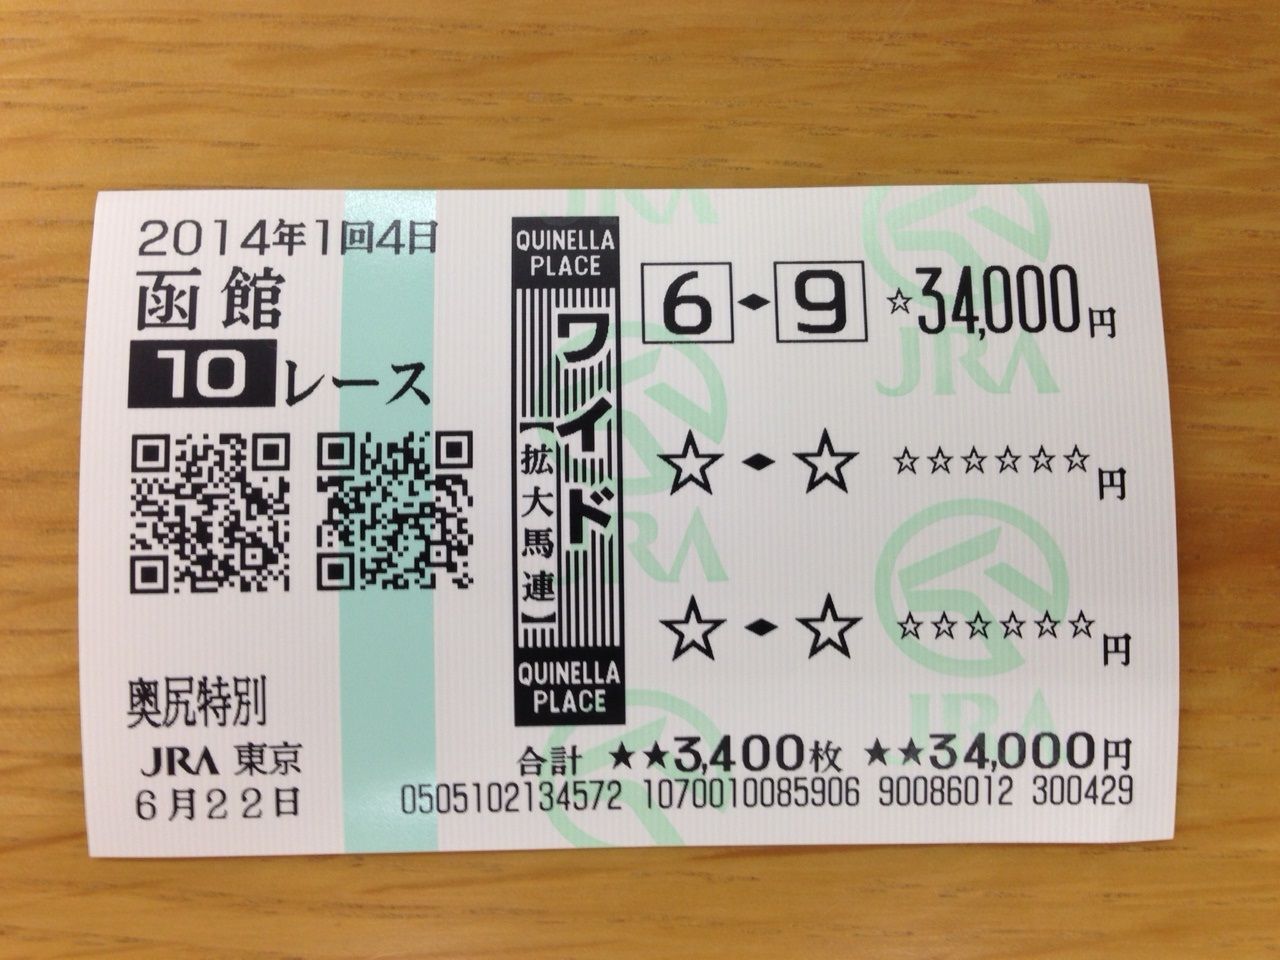 2014年1回4日
函館
10レース
奥尻特別
JRA 東京
6月22日
QUINELLA
PLACE
ワイド
【拡大馬連】
QUINELLA
PLACE
6◆9 ☆34,000円
☆◆☆ ☆☆☆☆☆☆円
☆◆☆ ☆☆☆☆☆☆円
合計 ★★3,400枚 ★★34,000円
0505102134572 1070010085906 90086012 300429
JRA
JRA
JRA
JRA